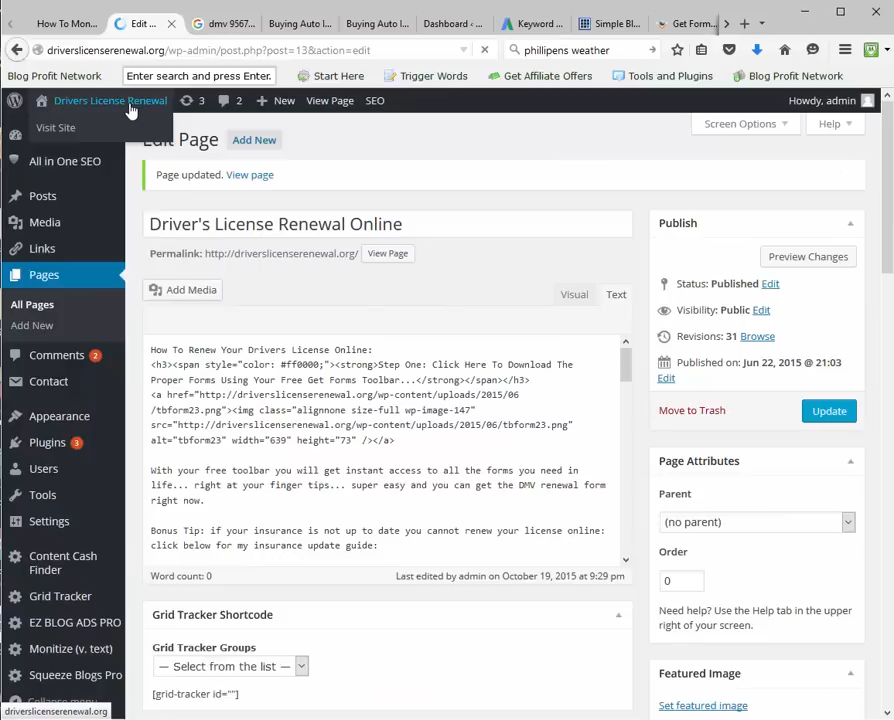 How To Mon...
Edit ...
dmv 9567...
Buying Auto I...
Buying Auto I...
Dashboard ‹ ...
Keyword ...
Simple Bl...
Get Form...
driverslicenserenewal.org/wp-admin/post.php?post=13&action=edit
phillipens weather
Blog Profit Network
Enter search and press Enter.
Start Here
Trigger Words
Get Affiliate Offers
Tools and Plugins
Blog Profit Network
Drivers License Renewal
3
2
New
View Page
SEO
Howdy, admin
Visit Site
Screen Options
Help
Edit Page
Add New
All in One SEO
Posts
Media
Links
Pages
All Pages
Add New
Comments 2
Contact
Appearance
Plugins 3
Users
Tools
Settings
Content Cash
Finder
Grid Tracker
EZ BLOG ADS PRO
Monitize (v. text)
Squeeze Blogs Pro
Collapse menu
driverslicenserenewal.org
Page updated. View page
Driver's License Renewal Online
Permalink: http://driverslicenserenewal.org/
View Page
Add Media
Visual
Text
How To Renew Your Drivers License Online:
<h3><span style="color: #ff0000;"><strong>Step One: Click Here To Download The
Proper Forms Using Your Free Get Forms Toolbar...</strong></span></h3>
<a href="http://driverslicenserenewal.org/wp-content/uploads/2015/06
/tbform23.png"><img class="alignnone size-full wp-image-147"
src="http://driverslicenserenewal.org/wp-content/uploads/2015/06/tbform23.png"
alt="tbform23" width="639" height="73" /></a>
With your free toolbar you will get instant access to all the forms you need in
life... right at your finger tips... super easy and you can get the DMV renewal form
right now.
Bonus Tip: if your insurance is not up to date you cannot renew your license online:
click below for my insurance update guide:
Word count: 0
Last edited by admin on October 19, 2015 at 9:29 pm
Grid Tracker Shortcode
Grid Tracker Groups
— Select from the list —
[grid-tracker id=""]
Publish
Preview Changes
Status: Published Edit
Visibility: Public Edit
Revisions: 31 Browse
Published on: Jun 22, 2015 @ 21:03
Edit
Move to Trash
Update
Page Attributes
Parent
(no parent)
Order
0
Need help? Use the Help tab in the upper
right of your screen.
Featured Image
Set featured image